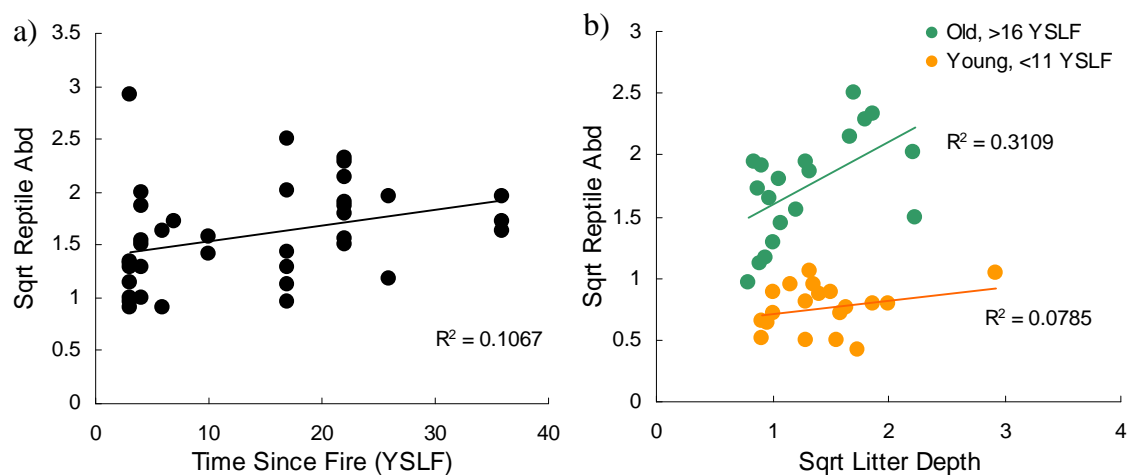 a)
3.5
3
2.5
2
1.5
1
0.5
0
Sqrt Reptile Abd
R² = 0.1067
0 10 20 30 40
Time Since Fire (YSLF)
b)
3
2.5
2
1.5
1
0.5
0
Sqrt Reptile Abd
Old, >16 YSLF
Young, <11 YSLF
R² = 0.3109
R² = 0.0785
0 1 2 3 4
Sqrt Litter Depth